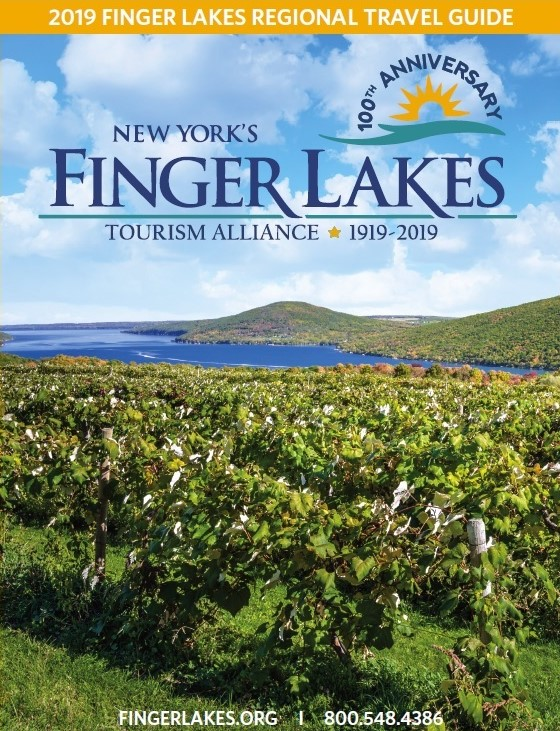 2019 FINGER LAKES REGIONAL TRAVEL GUIDE
100TH ANNIVERSARY
NEW YORK'S
FINGER LAKES
TOURISM ALLIANCE ★ 1919-2019
FINGERLAKES.ORG | 800.548.4386